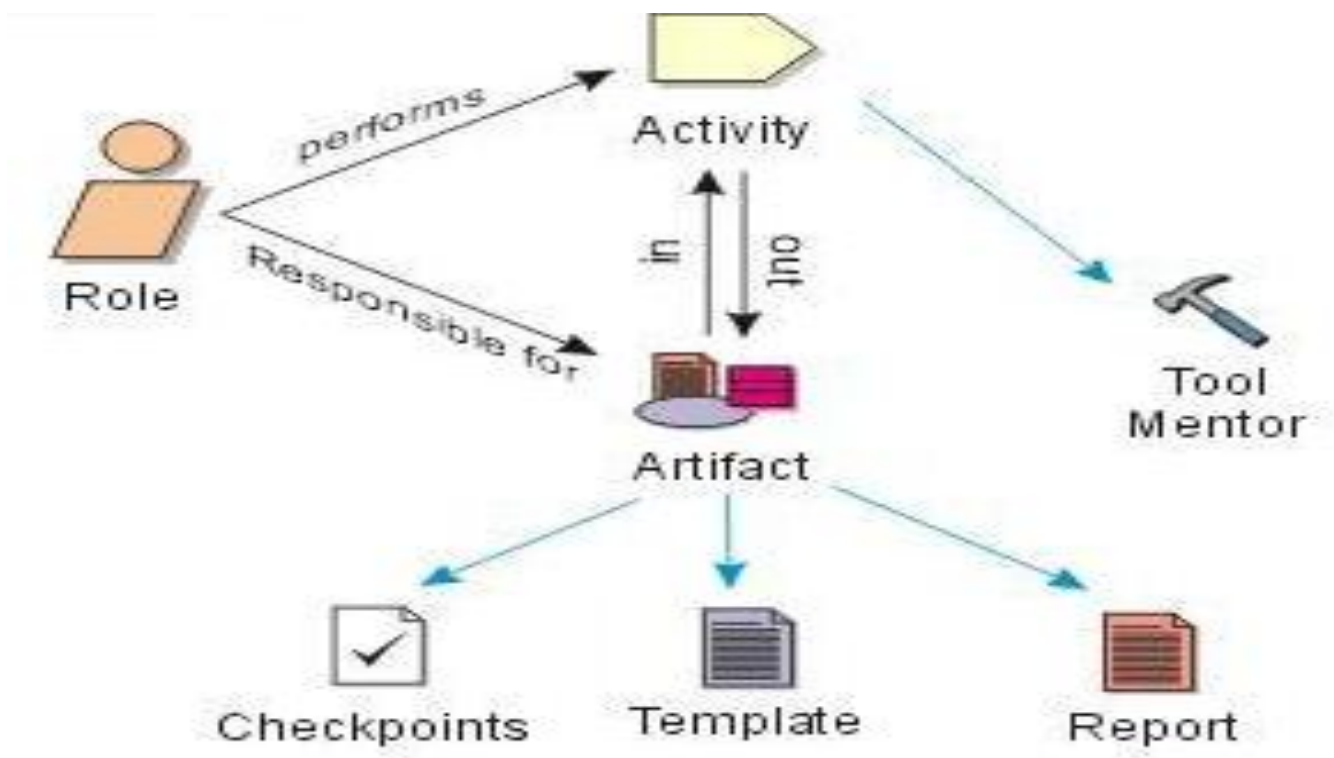 performs
Activity
Role
in
out
Responsible for
Tool
Mentor
Artifact
Checkpoints
Template
Report